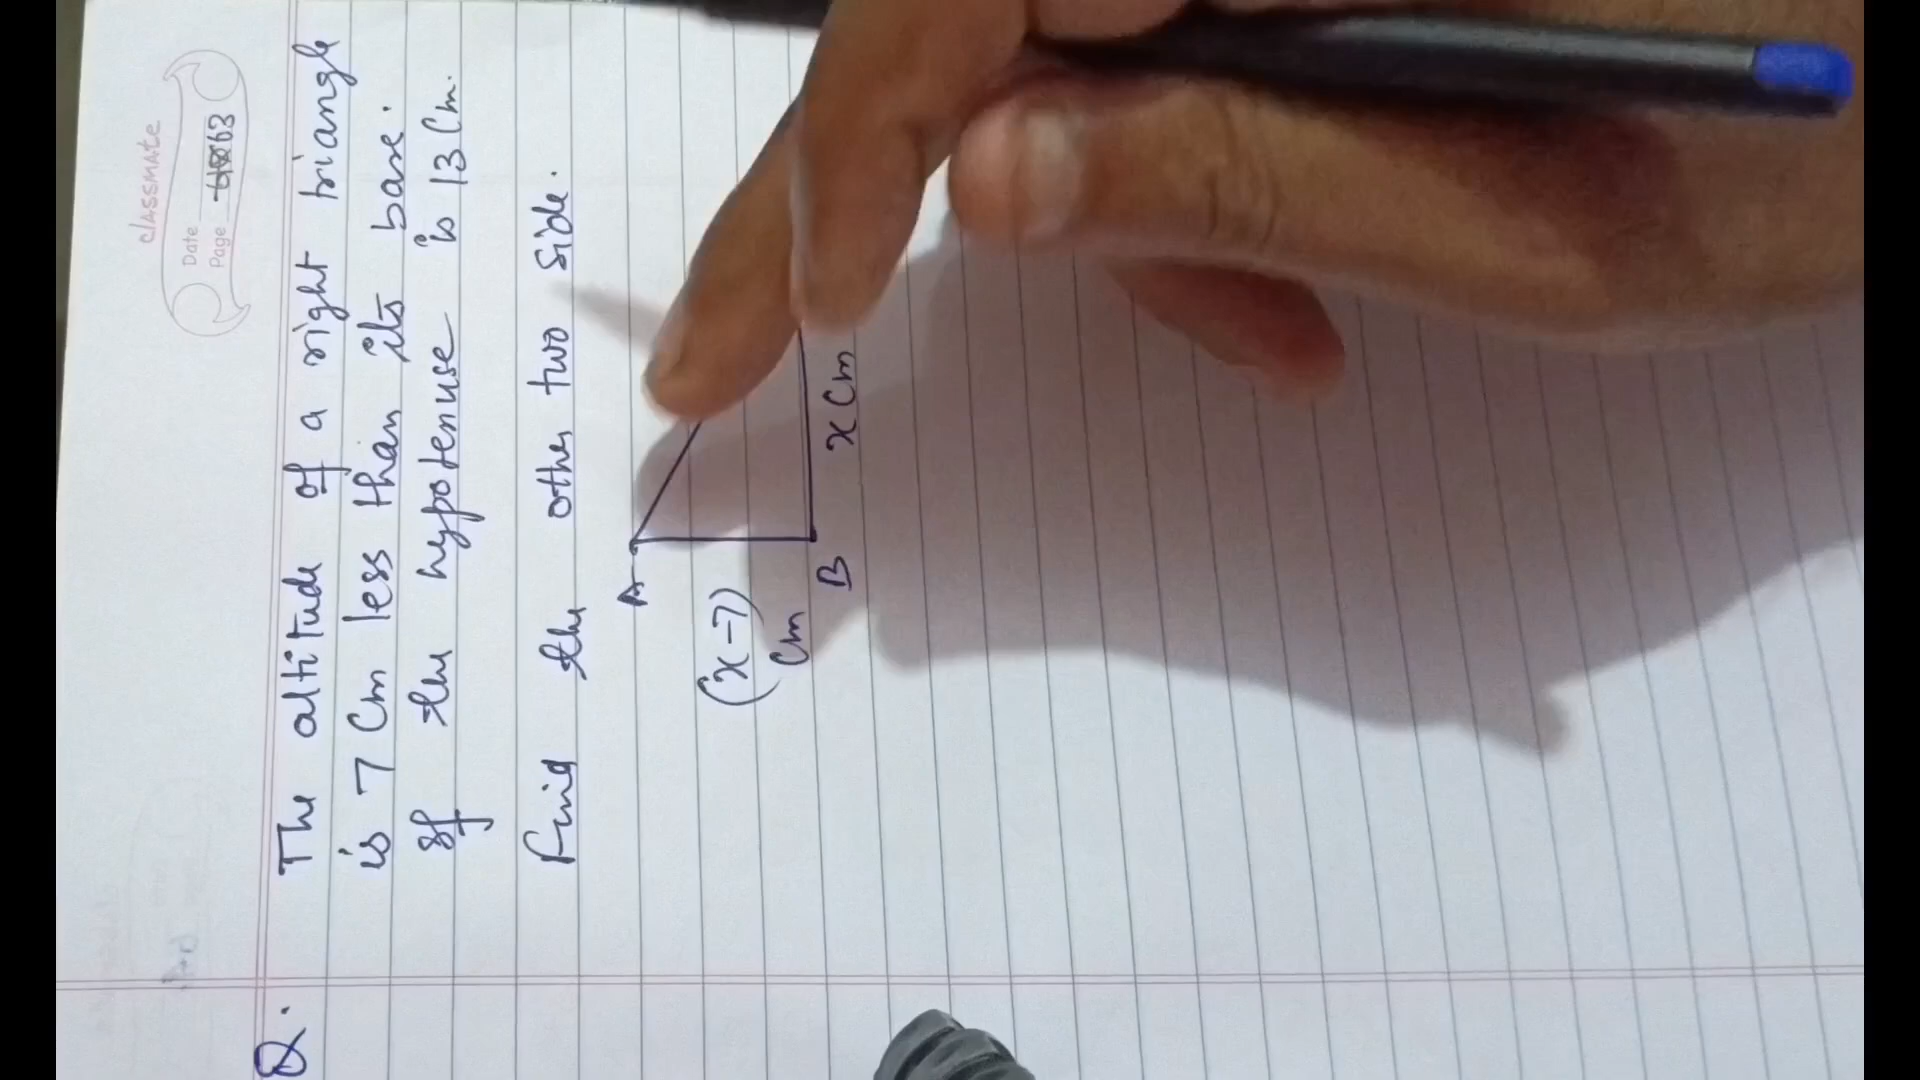 classmate
Date
Page 63
Q. The altitude of a right triangle
is 7 Cm less than its base.
If the hypotenuse is 13 Cm.
Find the other two side.
A
(x-7)
Cm
B x Cm